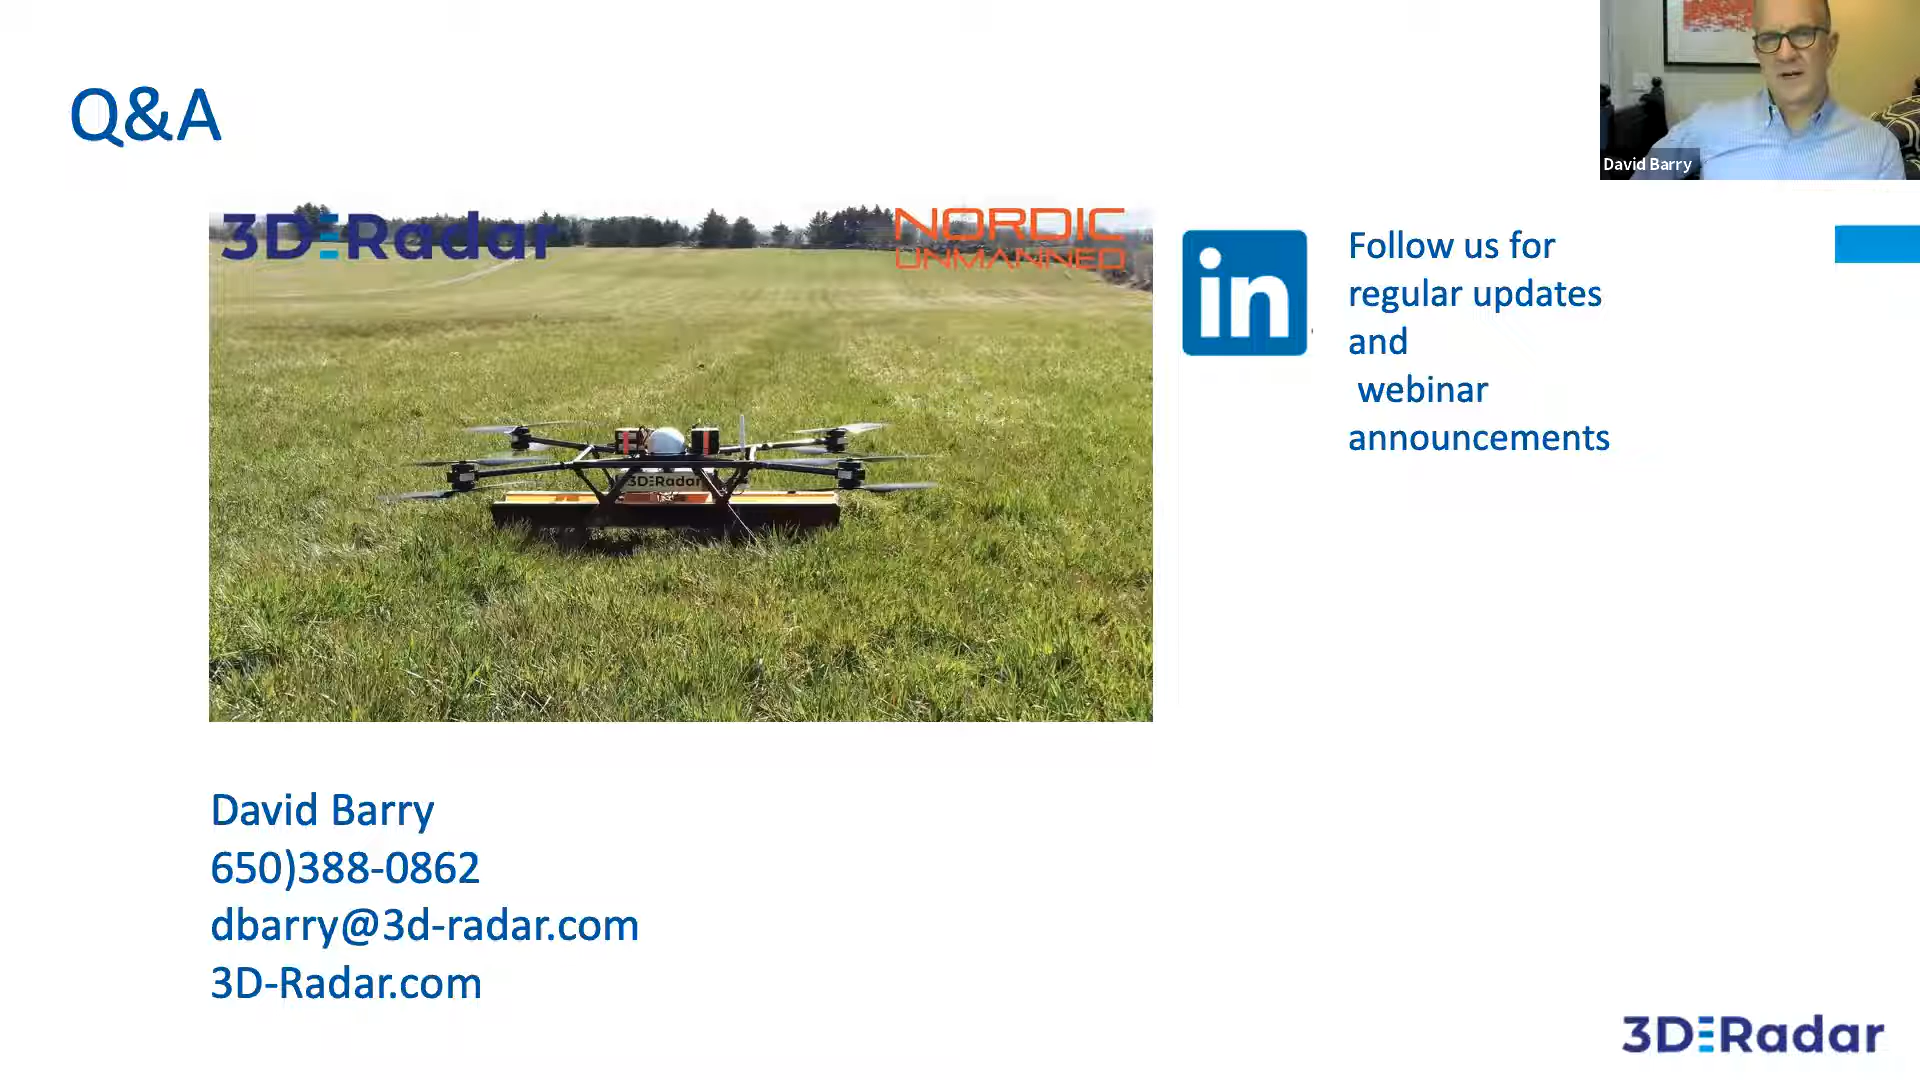 Q&A
David Barry
3D-Radar
NORDIC
UNMANNED
3D-Radar
in
Follow us for
regular updates
and
webinar
announcements
David Barry
650)388-0862
dbarry@3d-radar.com
3D-Radar.com
3D-Radar